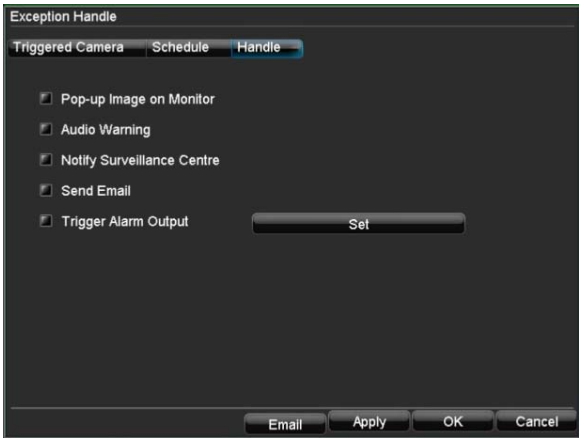 Exception Handle
Triggered Camera Schedule Handle
Pop-up Image on Monitor
Audio Warning
Notify Surveillance Centre
Send Email
Trigger Alarm Output Set
Email Apply OK Cancel